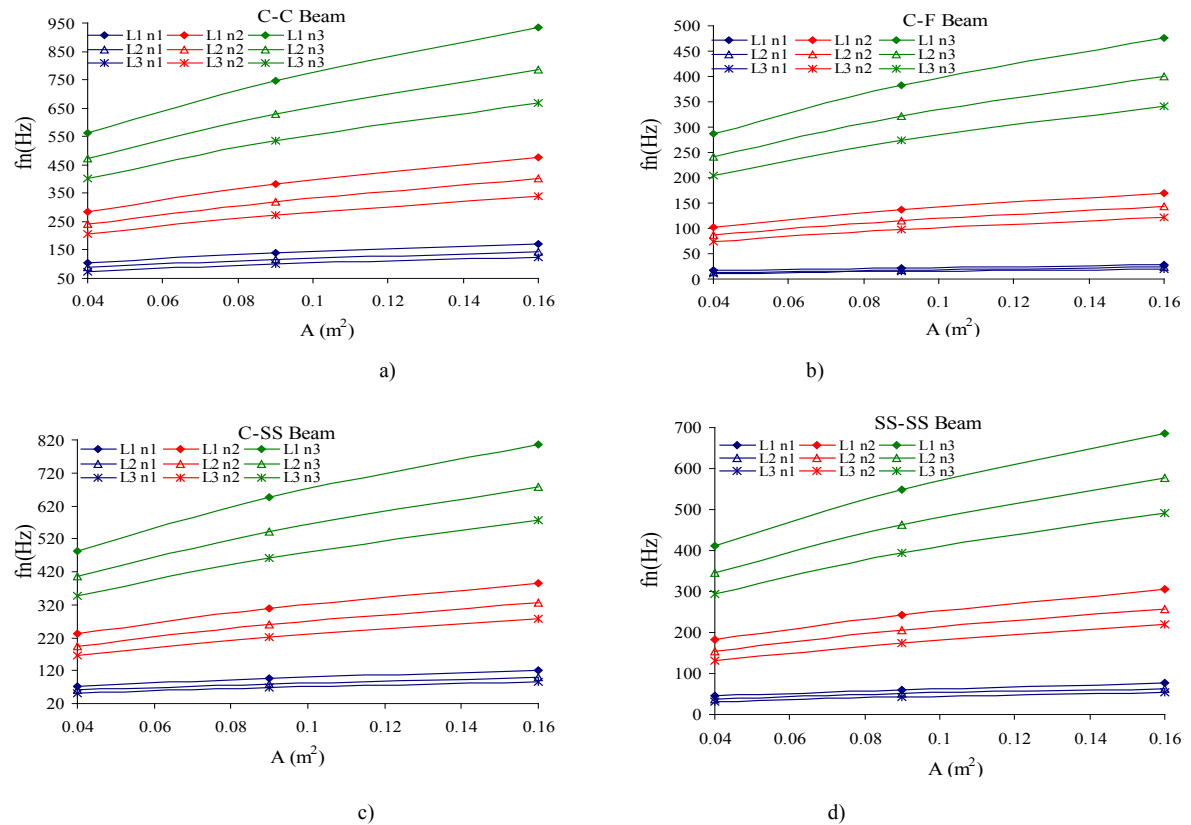 C-C Beam
L1 n1 L1 n2 L1 n3
L2 n1 L2 n2 L2 n3
L3 n1 L3 n2 L3 n3
950
850
750
650
550
450
350
250
150
50
fn(Hz)
0.04 0.06 0.08 0.1 0.12 0.14 0.16
A (m²)
a)
C-F Beam
L1 n1 L1 n2 L1 n3
L2 n1 L2 n2 L2 n3
L3 n1 L3 n2 L3 n3
500
450
400
350
300
250
200
150
100
50
0
fn(Hz)
0.04 0.06 0.08 0.1 0.12 0.14 0.16
A (m²)
b)
C-SS Beam
L1 n1 L1 n2 L1 n3
L2 n1 L2 n2 L2 n3
L3 n1 L3 n2 L3 n3
820
720
620
520
420
320
220
120
20
fn(Hz)
0.04 0.06 0.08 0.1 0.12 0.14 0.16
A (m²)
c)
SS-SS Beam
L1 n1 L1 n2 L1 n3
L2 n1 L2 n2 L2 n3
L3 n1 L3 n2 L3 n3
700
600
500
400
300
200
100
0
fn(Hz)
0.04 0.06 0.08 0.1 0.12 0.14 0.16
A (m²)
d)